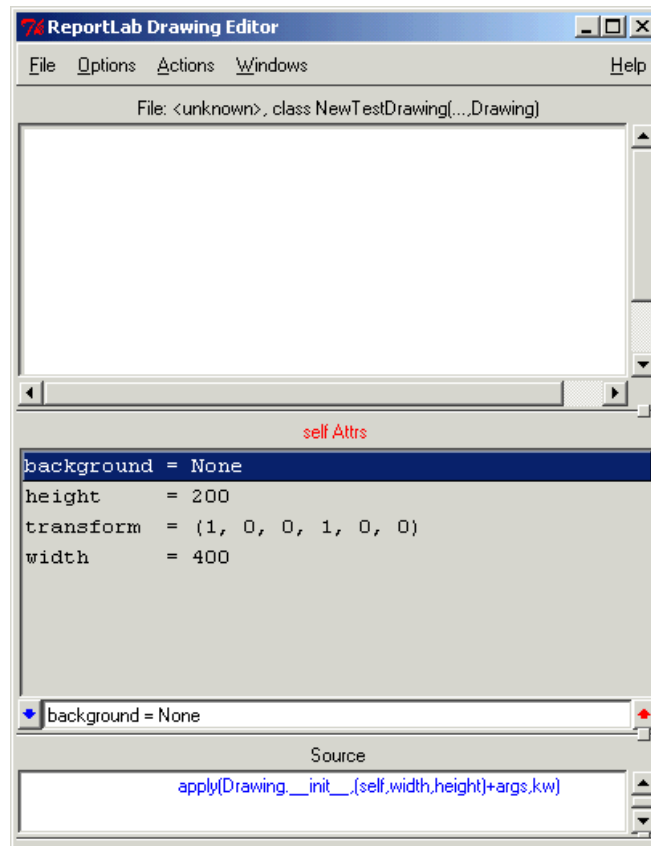 ReportLab Drawing Editor
File Options Actions Windows Help
File: <unknown>, class NewTestDrawing(...,Drawing)
self Attrs
background = None
height = 200
transform = (1, 0, 0, 1, 0, 0)
width = 400
background = None
Source
apply(Drawing.__init__,(self,width,height)+args,kw)